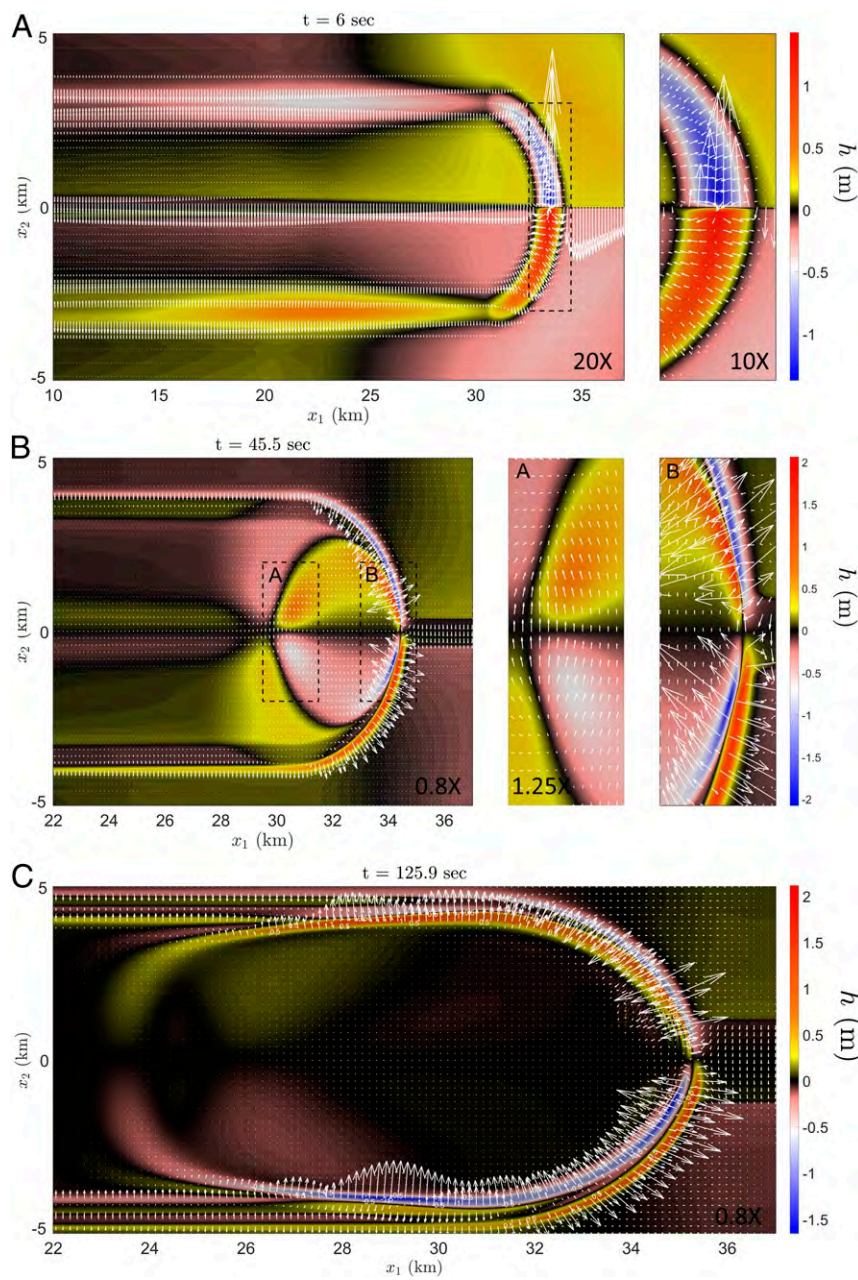 A
t = 6 sec
5
0
-5
x₂ (km)
10
15
20
25
30
35
x₁ (km)
20X
10X
1
0.5
0
-0.5
-1
h (m)
B
t = 45.5 sec
5
0
-5
x₂ (km)
A
B
0.8X
22
24
26
28
30
32
34
36
x₁ (km)
A
1.25X
B
2
1.5
1
0.5
0
-0.5
-1
-1.5
-2
h (m)
C
t = 125.9 sec
5
0
-5
x₂ (km)
22
24
26
28
30
32
34
36
x₁ (km)
0.8X
2
1.5
1
0.5
0
-0.5
-1
-1.5
h (m)